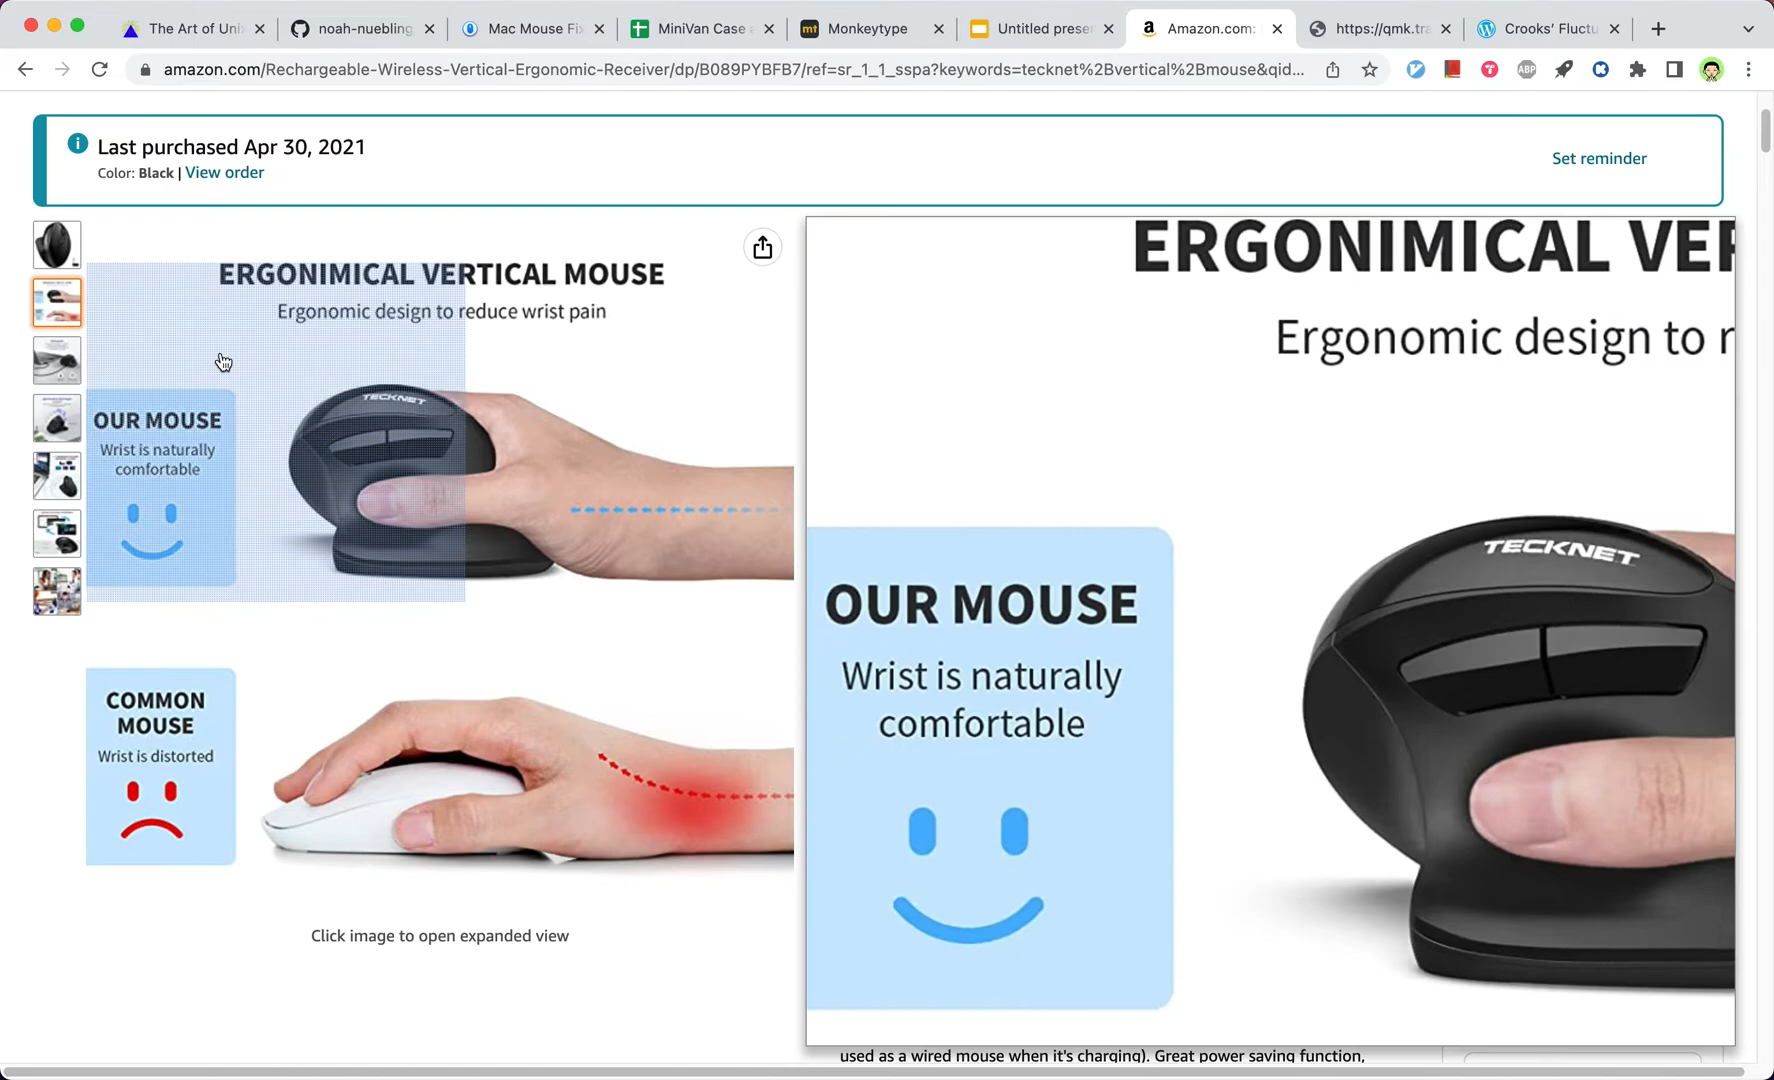 The Art of Uni
noah-nuebling
Mac Mouse Fi
MiniVan Case
Monkeytype
Untitled prese
Amazon.com:
https://qmk.tra
Crooks' Fluctu
amazon.com/Rechargeable-Wireless-Vertical-Ergonomic-Receiver/dp/B089PYBFB7/ref=sr_1_1_sspa?keywords=tecknet%2Bvertical%2Bmouse&qid...
ABP
Last purchased Apr 30, 2021
Color: Black | View order
Set reminder
ERGONIMICAL VERTICAL MOUSE
Ergonomic design to reduce wrist pain
TECKNET
OUR MOUSE
Wrist is naturally
comfortable
COMMON
MOUSE
Wrist is distorted
Click image to open expanded view
ERGONIMICAL VER
Ergonomic design to r
TECKNET
OUR MOUSE
Wrist is naturally
comfortable
used as a wired mouse when it's charging). Great power saving function,